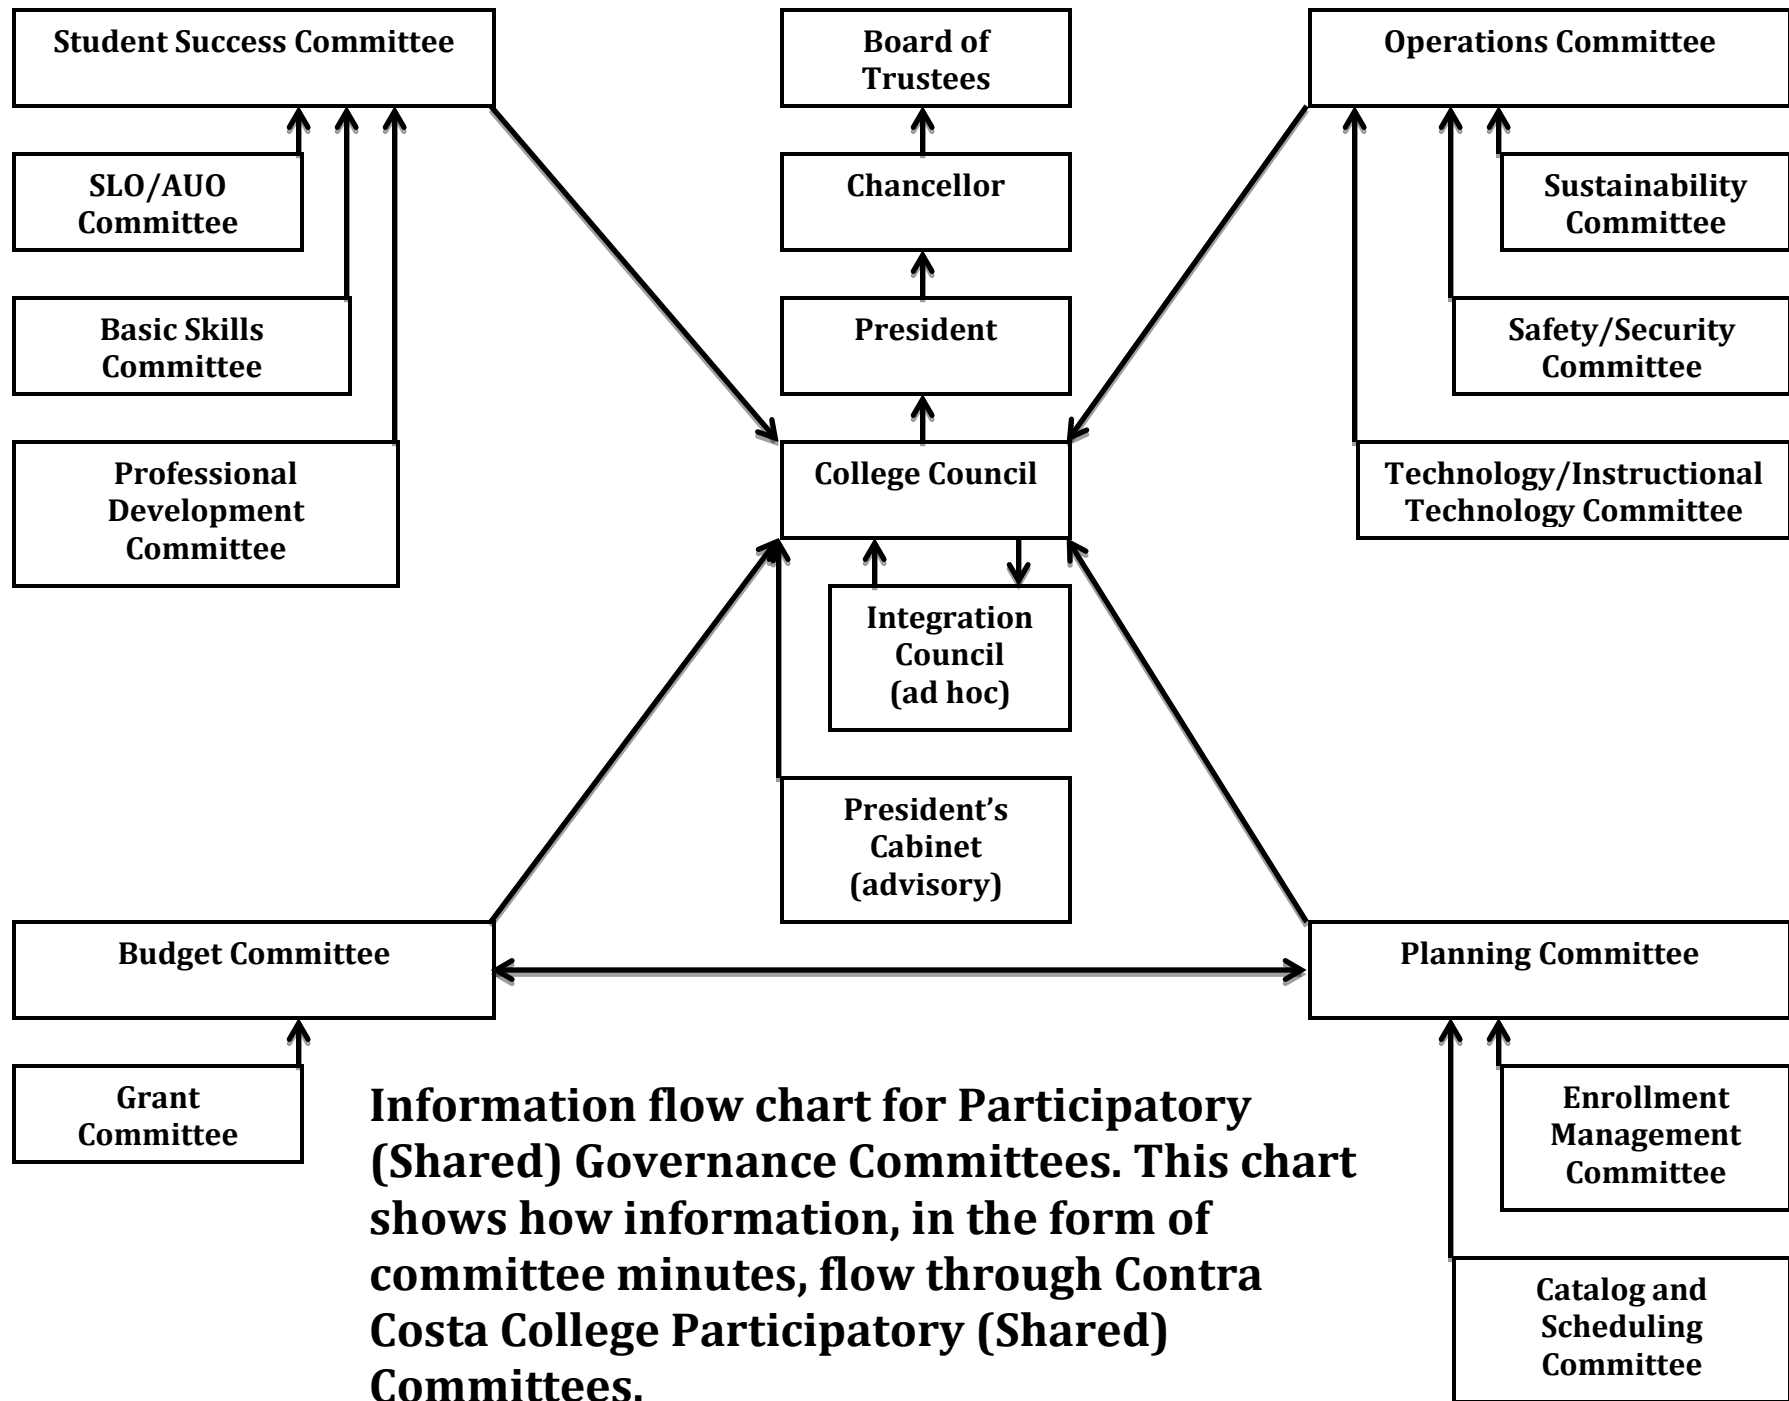 Student Success Committee
Board of
Trustees
Operations Committee
SLO/AUO
Committee
Chancellor
Sustainability
Committee
Basic Skills
Committee
President
Safety/Security
Committee
Professional
Development
Committee
College Council
Technology/Instructional
Technology Committee
Integration
Council
(ad hoc)
President’s
Cabinet
(advisory)
Budget Committee
Planning Committee
Grant
Committee
Information flow chart for Participatory
(Shared) Governance Committees. This chart
shows how information, in the form of
committee minutes, flow through Contra
Costa College Participatory (Shared)
Committees.
Enrollment
Management
Committee
Catalog and
Scheduling
Committee